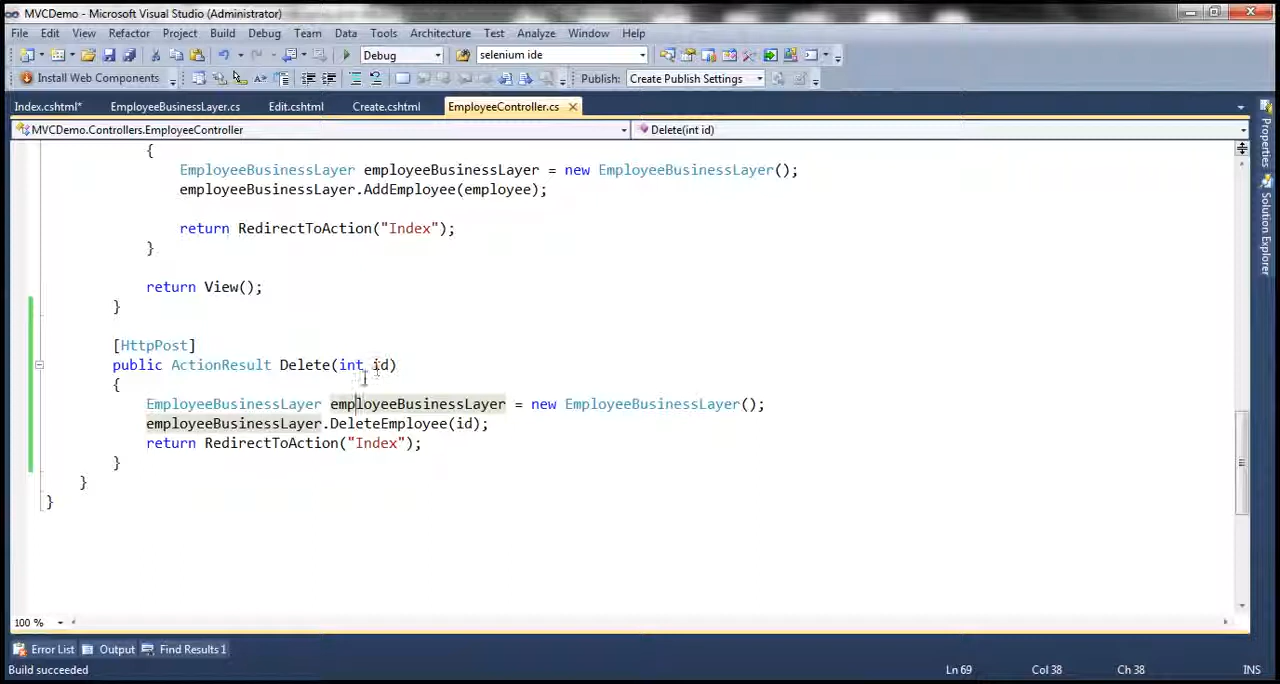 MVCDemo - Microsoft Visual Studio (Administrator)
File Edit View Refactor Project Build Debug Team Data Tools Architecture Test Analyze Window Help
Debug selenium ide
Install Web Components Publish: Create Publish Settings
Index.cshtml* EmployeeBusinessLayer.cs Edit.cshtml Create.cshtml EmployeeController.cs
MVCDemo.Controllers.EmployeeController Delete(int id)
{
EmployeeBusinessLayer employeeBusinessLayer = new EmployeeBusinessLayer();
employeeBusinessLayer.AddEmployee(employee);
return RedirectToAction("Index");
}
return View();
}
[HttpPost]
public ActionResult Delete(int id)
{
EmployeeBusinessLayer employeeBusinessLayer = new EmployeeBusinessLayer();
employeeBusinessLayer.DeleteEmployee(id);
return RedirectToAction("Index");
}
}
}
Properties
Solution Explorer
100 %
Error List Output Find Results 1
Build succeeded Ln 69 Col 38 Ch 38 INS